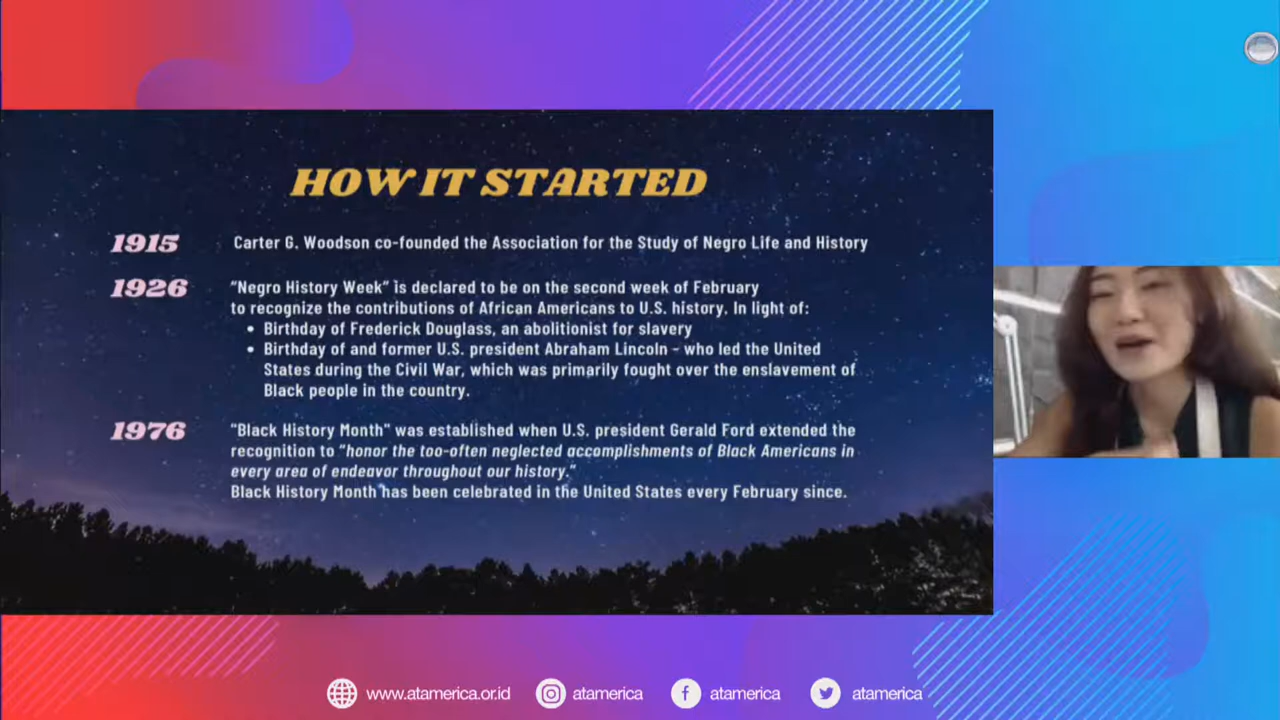 HOW IT STARTED
1915 Carter G. Woodson co-founded the Association for the Study of Negro Life and History
1926 "Negro History Week" is declared to be on the second week of February
to recognize the contributions of African Americans to U.S. history. In light of:
• Birthday of Frederick Douglass, an abolitionist for slavery
• Birthday of and former U.S. president Abraham Lincoln - who led the United
States during the Civil War, which was primarily fought over the enslavement of
Black people in the country.
1976 "Black History Month" was established when U.S. president Gerald Ford extended the
recognition to "honor the too-often neglected accomplishments of Black Americans in
every area of endeavor throughout our history."
Black History Month has been celebrated in the United States every February since.
www.atamerica.or.id atamerica atamerica atamerica